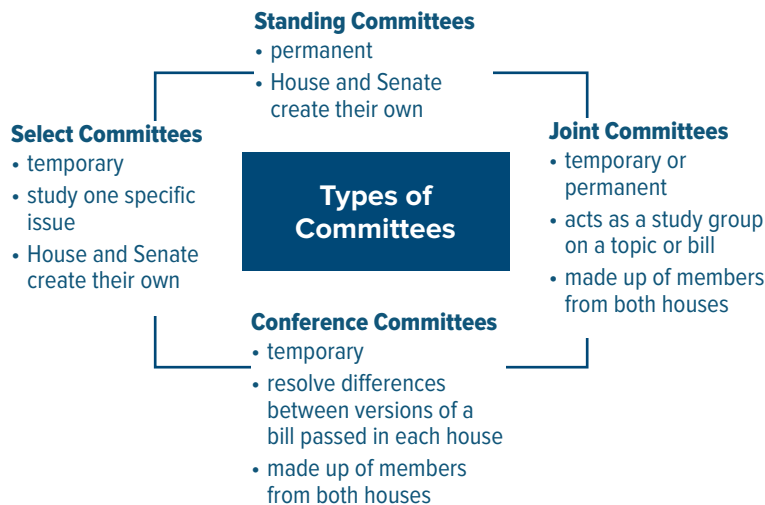 Standing Committees
• permanent
• House and Senate
create their own
Select Committees
• temporary
• study one specific
issue
• House and Senate
create their own
Types of
Committees
Joint Committees
• temporary or
permanent
• acts as a study group
on a topic or bill
• made up of members
from both houses
Conference Committees
• temporary
• resolve differences
between versions of a
bill passed in each house
• made up of members
from both houses